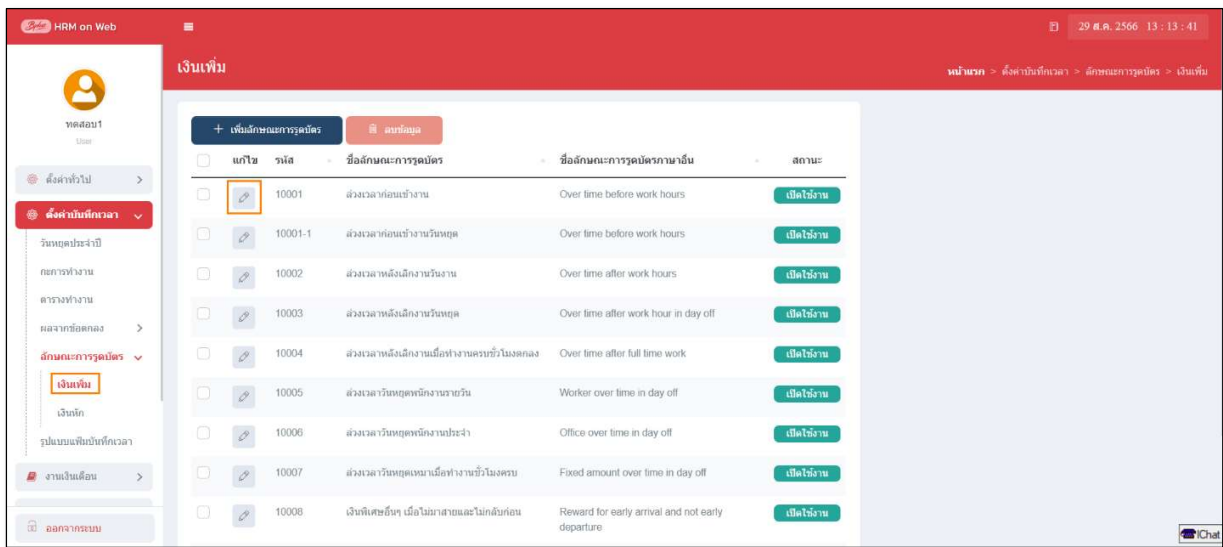 Byte HRM on Web
29 ส.ค. 2566 13 : 13 : 41
เงินเพิ่ม
หน้าแรก > ตั้งค่าบันทึกเวลา > ลักษณะการรูดบัตร > เงินเพิ่ม
ทดสอบ1
User
ตั้งค่าทั่วไป
ตั้งค่าบันทึกเวลา
วันหยุดประจำปี
กะการทำงาน
ตารางทำงาน
ผลจากข้อตกลง
ลักษณะการรูดบัตร
เงินเพิ่ม
เงินหัก
รูปแบบแฟ้มบันทึกเวลา
งานเงินเดือน
ออกจากระบบ
+ เพิ่มลักษณะการรูดบัตร ลบข้อมูล
แก้ไข รหัส ชื่อลักษณะการรูดบัตร ชื่อลักษณะการรูดบัตรภาษาอื่น สถานะ
10001 ล่วงเวลาก่อนเข้างาน Over time before work hours เปิดใช้งาน
10001-1 ล่วงเวลาก่อนเข้างานวันหยุด Over time before work hours เปิดใช้งาน
10002 ล่วงเวลาหลังเลิกงานวันงาน Over time after work hours เปิดใช้งาน
10003 ล่วงเวลาหลังเลิกงานวันหยุด Over time after work hour in day off เปิดใช้งาน
10004 ล่วงเวลาหลังเลิกงานเมื่อทำงานครบชั่วโมงตกลง Over time after full time work เปิดใช้งาน
10005 ล่วงเวลาวันหยุดพนักงานรายวัน Worker over time in day off เปิดใช้งาน
10006 ล่วงเวลาวันหยุดพนักงานประจำ Office over time in day off เปิดใช้งาน
10007 ล่วงเวลาวันหยุดเหมาเมื่อทำงานชั่วโมงครบ Fixed amount over time in day off เปิดใช้งาน
10008 เงินพิเศษอื่นๆ เมื่อไม่มาสายและไม่กลับก่อน Reward for early arrival and not early
departure เปิดใช้งาน
IChat